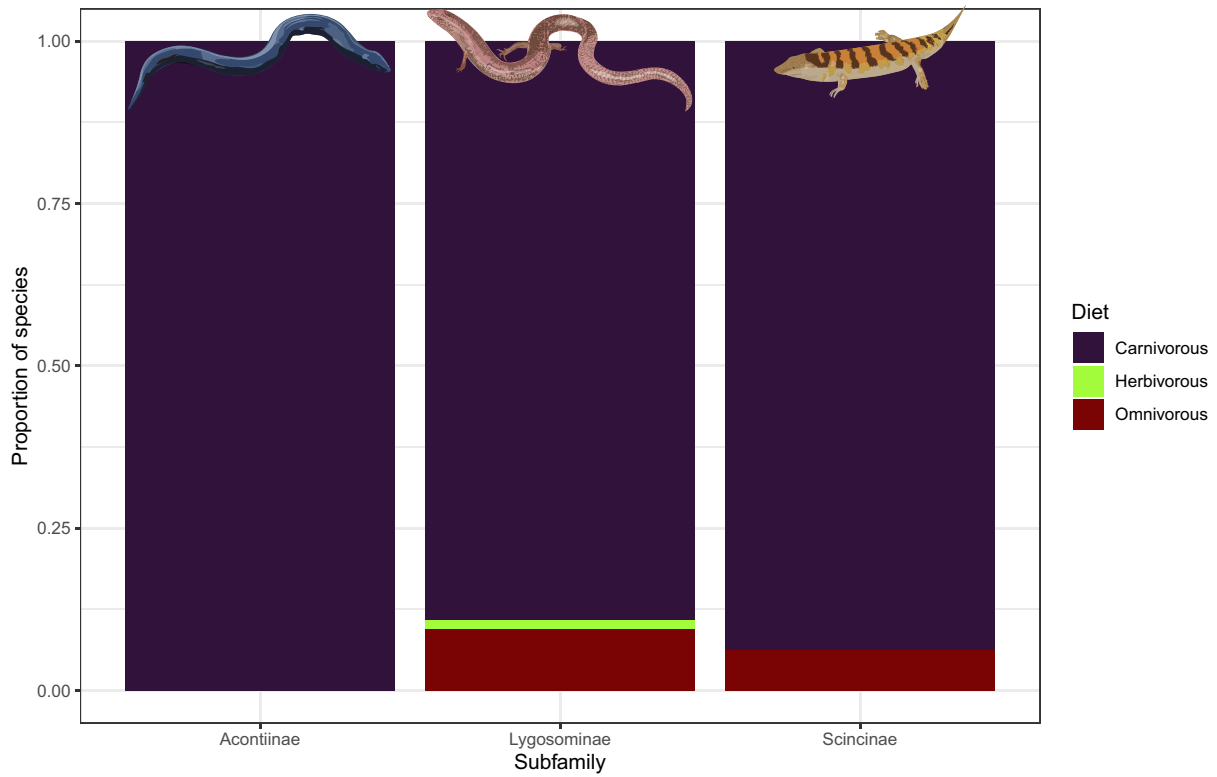 Proportion of species
1.00
0.75
0.50
0.25
0.00
Acontiinae
Lygosominae
Scincinae
Subfamily
Diet
Carnivorous
Herbivorous
Omnivorous